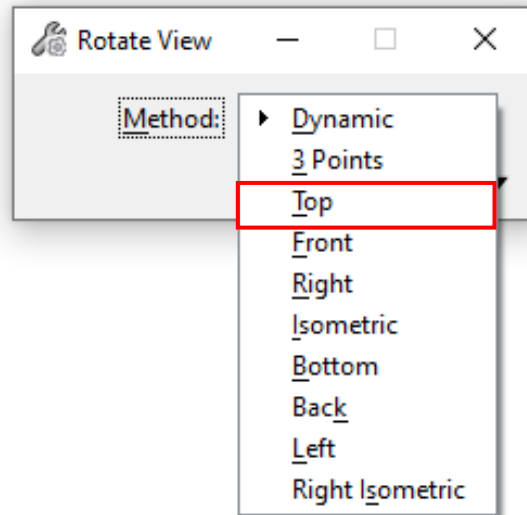 Rotate View
Method:
Dynamic
3 Points
Top
Front
Right
Isometric
Bottom
Back
Left
Right Isometric